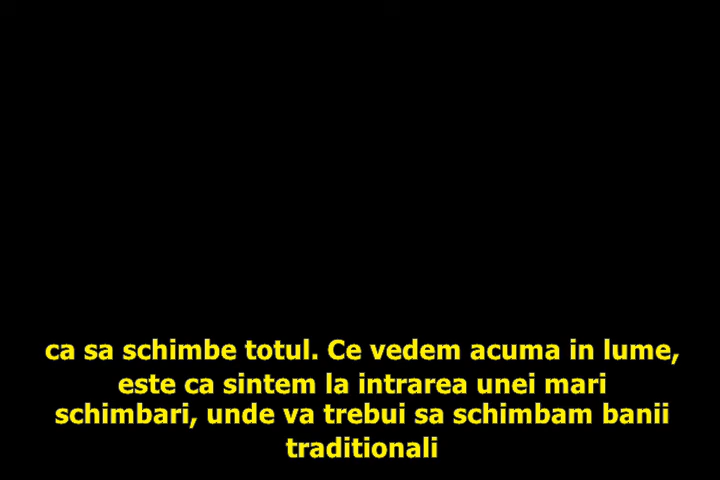 ca sa schimbe totul. Ce vedem acuma in lume,
este ca sintem la intrarea unei mari
schimbari, unde va trebui sa schimbam banii
traditionali